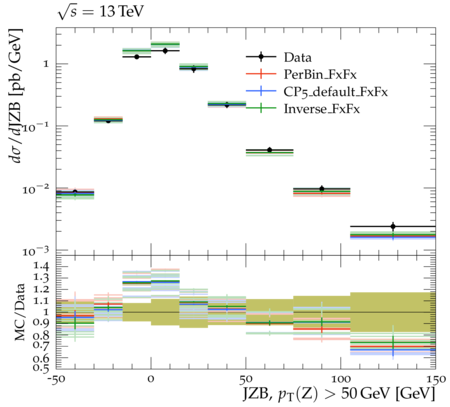 √s = 13 TeV
dσ/dJZB [pb/GeV]
1
10⁻¹
10⁻²
10⁻³
Data
PerBin_FxFx
CP5_default_FxFx
Inverse_FxFx
MC/Data
1.4
1.3
1.2
1.1
1
0.9
0.8
0.7
0.6
0.5
-50 0 50 100 150
JZB, pT(Z) > 50 GeV [GeV]